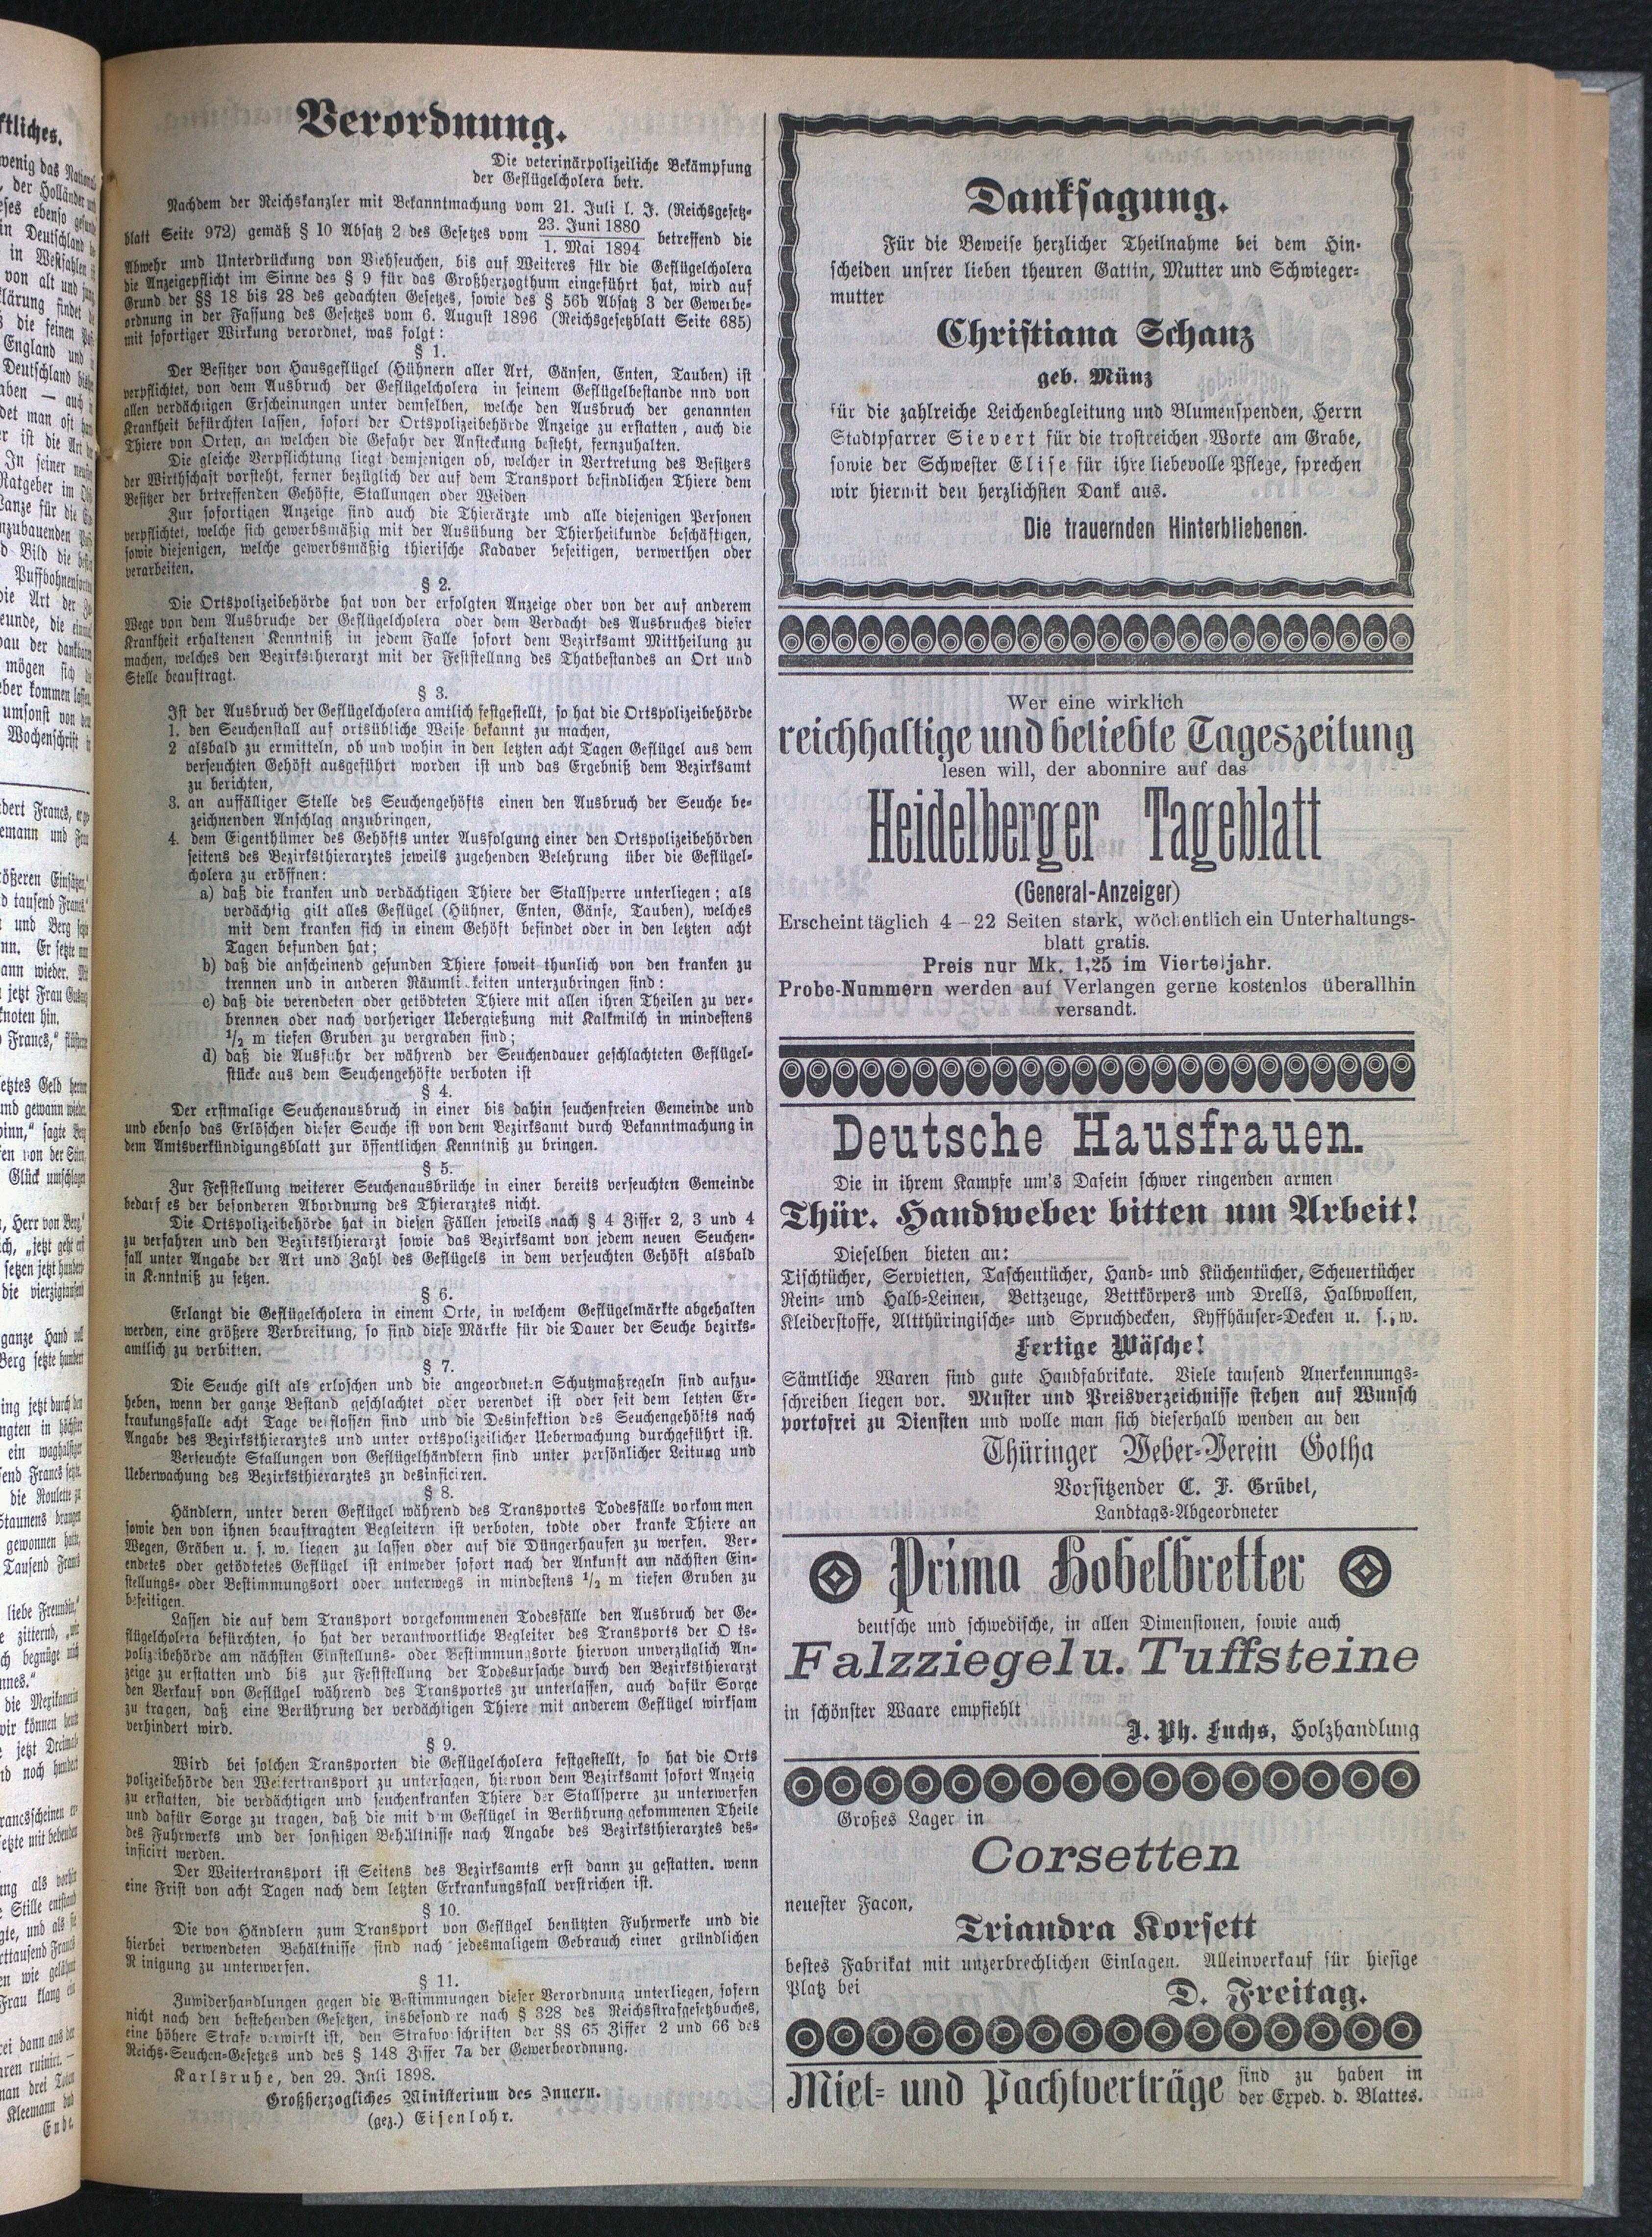 Verordnung.
Die veterinärpolizeiliche Bekämpfung
der Geflügelcholera betr.
Nachdem der Reichskanzler mit Bekanntmachung vom 21. Juli l. J. (Reichsgesetz-
blatt Seite 972) gemäß § 10 Absatz 2 des Gesetzes vom 23. Juni 1880 / 1. Mai 1894 betreffend die
Abwehr und Unterdrückung von Viehseuchen, bis auf Weiteres für die Geflügelcholera
die Anzeigepflicht im Sinne des § 9 für das Großherzogthum eingeführt hat, wird auf
Grund der §§ 18 bis 28 des gedachten Gesetzes, sowie des § 56b Absatz 3 der Gewerbe-
ordnung in der Fassung des Gesetzes vom 6. August 1896 (Reichsgesetzblatt Seite 685)
mit sofortiger Wirkung verordnet, was folgt:
§ 1.
Der Besitzer von Hausgeflügel (Hühnern aller Art, Gänsen, Enten, Tauben) ist
verpflichtet, von dem Ausbruch der Geflügelcholera in seinem Geflügelbestande nnd von
allen verdächtigen Erscheinungen unter demselben, welche den Ausbruch der genannten
Krankheit befürchten lassen, sofort der Ortspolizeibehörde Anzeige zu erstatten, auch die
Thiere von Orten, an welchen die Gefahr der Ansteckung besteht, fernzuhalten.
Die gleiche Verpflichtung liegt demjenigen ob, welcher in Vertretung des Besitzers
der Wirthschaft vorsteht, ferner bezüglich der auf dem Transport befindlichen Thiere dem
Besitzer der brtreffenden Gehöfte, Stallungen oder Weiden
Zur sofortigen Anzeige sind auch die Thierärzte und alle diejenigen Personen
verpflichtet, welche sich gewerbsmäßig mit der Ausübung der Thierheilkunde beschäftigen,
sowie diejenigen, welche gewerbsmäßig thierische Kadaver beseitigen, verwerthen oder
verarbeiten.
§ 2.
Die Ortspolizeibehörde hat von der erfolgten Anzeige oder von der auf anderem
Wege von dem Ausbruche der Geflügelcholera oder dem Verdacht des Ausbruches dieser
Krankheit erhaltenen Kenntniß in jedem Falle sofort dem Bezirksamt Mittheilung zu
machen, welches den Bezirksthierarzt mit der Feststellung des Thatbestandes an Ort und
Stelle beauftragt.
§ 3.
Ist der Ausbruch der Geflügelcholera amtlich festgestellt, so hat die Ortspolizeibehörde
1. den Seuchenstall auf ortsübliche Weise bekannt zu machen,
2 alsbald zu ermitteln, ob und wohin in den letzten acht Tagen Geflügel aus dem
verseuchten Gehöft ausgeführt worden ist und das Ergebniß dem Bezirksamt
zu berichten,
3. an auffälliger Stelle des Seuchengehöfts einen den Ausbruch der Seuche be-
zeichnenden Anschlag anzubringen,
4. dem Eigenthümer des Gehöfts unter Ausfolgung einer den Ortspolizeibehörden
seitens des Bezirksthierarztes jeweils zugehenden Belehrung über die Geflügel-
cholera zu eröffnen:
a) daß die kranken und verdächtigen Thiere der Stallsperre unterliegen; als
verdächtig gilt alles Geflügel (Hühner, Enten, Gänse, Tauben), welches
mit dem kranken sich in einem Gehöft befindet oder in den letzten acht
Tagen befunden hat;
b) daß die anscheinend gesunden Thiere soweit thunlich von den kranken zu
trennen und in anderen Räumli keiten unterzubringen sind:
c) daß die verendeten oder getödteten Thiere mit allen ihren Theilen zu ver-
brennen oder nach vorheriger Uebergießung mit Kalkmilch in mindestens
1/2 m tiefen Gruben zu vergraben sind;
d) daß die Ausfuhr der während der Seuchendauer geschlachteten Geflügel-
stücke aus dem Seuchengehöfte verboten ist
§ 4.
Der erstmalige Seuchenausbruch in einer bis dahin seuchenfreien Gemeinde und
und ebenso das Erlöschen dieser Seuche ist von dem Bezirksamt durch Bekanntmachung in
dem Amtsverkündigungsblatt zur öffentlichen Kenntniß zu bringen.
§ 5.
Zur Feststellung weiterer Seuchenausbrüche in einer bereits verseuchten Gemeinde
bedarf es der besonderen Abordnung des Thierarztes nicht.
Die Ortspolizeibehörde hat in diesen Fällen jeweils nach § 4 Ziffer 2, 3 und 4
zu verfahren und den Bezirksthierarzt sowie das Bezirksamt von jedem neuen Seuchen-
fall unter Angabe der Art und Zahl des Geflügels in dem verseuchten Gehöft alsbald
in Kenntniß zu setzen.
§ 6.
Erlangt die Geflügelcholera in einem Orte, in welchem Geflügelmärkte abgehalten
werden, eine größere Verbreitung, so sind diese Märkte für die Dauer der Seuche bezirks-
amtlich zu verbitten.
§ 7.
Die Seuche gilt als erloschen und die angeordneten Schutzmaßregeln sind aufzu-
heben, wenn der ganze Bestand geschlachtet oder verendet ist oder seit dem letzten Er-
kraukungsfalle acht Tage verflossen sind und die Desinfektion des Seuchengehöfts nach
Angabe des Bezirksthierarztes und unter ortspolizeilicher Ueberwachung durchgeführt ist.
Verseuchte Stallungen von Geflügelhändlern sind unter persönlicher Leitung und
Ueberwachung des Bezirksthierarztes zu desinficiren.
§ 8.
Händlern, unter deren Geflügel während des Transportes Todesfälle vorkommen
sowie den von ihnen beauftragten Begleitern ist verboten, todte oder kranke Thiere an
Wegen, Gräben u. s. w. liegen zu lassen oder auf die Düngerhaufen zu werfen. Ver-
endetes oder getödtetes Geflügel ist entweder sofort nach der Ankunft am nächsten Ein-
stellungs- oder Bestimmungsort oder unterwegs in mindestens 1/2 m tiefen Gruben zu
beseitigen.
Lassen die auf dem Transport vorgekommenen Todesfälle den Ausbruch der Ge-
flügelcholera befürchten, so hat der verantwortliche Begleiter des Transports der O ts-
polizeibehörde am nächsten Einstelluns- oder Bestimmungsorte hiervon unverzüglich An-
zeige zu erstatten und bis zur Feststellung der Todesursache durch den Bezirksthierarzt
den Verkauf von Geflügel während des Transportes zu unterlassen, auch dafür Sorge
zu tragen, daß eine Berührung der verdächtigen Thiere mit anderem Geflügel wirksam
verhindert wird.
§ 9.
Wird bei solchen Transporten die Geflügelcholera festgestellt, so hat die Orts
polizeibehörde den Weitertransport zu untersagen, hiervon dem Bezirksamt sofort Anzeig
zu erstatten, die verdächtigen und seuchenkranken Thiere der Stallsperre zu unterwerfen
und dafür Sorge zu tragen, daß die mit d m Geflügel in Berührung gekommenen Theile
des Fuhrwerks und der sonstigen Behältnisse nach Angabe des Bezirksthierarztes des-
inficirt werden.
Der Weitertransport ist Seitens des Bezirksamts erst dann zu gestatten. wenn
eine Frist von acht Tagen nach dem letzten Erkrankungsfall verstrichen ist.
§ 10.
Die von Händlern zum Transport von Geflügel benützten Fuhrwerke und die
hierbei verwendeten Behältnisse sind nach jedesmaligem Gebrauch einer gründlichen
R inigung zu unterwerfen.
§ 11.
Zuwiderhandlungen gegen die Bestimmungen dieser Verordnung unterliegen, sofern
nicht nach den bestehenden Gesetzen, insbesond re nach § 328 des Reichsstrafgesetzbuches,
eine höhere Strafe verwirkt ist, den Strafvo schriften der §§ 65 Ziffer 2 und 66 des
Reichs-Seuchen-Gesetzes und des § 148 Ziffer 7a der Gewerbeordnung.
Karlsruhe, den 29. Juli 1898.
Großherzogliches Ministerium des Innern.
(gez.) Eisenlohr.
Danksagung.
Für die Beweise herzlicher Theilnahme bei dem Hin-
scheiden unsrer lieben theuren Gattin, Mutter und Schwieger-
mutter
Christiana Schanz
geb. Münz
für die zahlreiche Leichenbegleitung und Blumenspenden, Herrn
Stadtpfarrer Sievert für die trostreichen Worte am Grabe,
sowie der Schwester Elise für ihre liebevolle Pflege, sprechen
wir hiermit den herzlichsten Dank aus.
Die trauernden Hinterbliebenen.
Wer eine wirklich
reichhaltige und beliebte Tageszeitung
lesen will, der abonnire auf das
Heidelberger Tageblatt
(General-Anzeiger)
Erscheint täglich 4–22 Seiten stark, wöchentlich ein Unterhaltungs-
blatt gratis.
Preis nur Mk. 1,25 im Vierteljahr.
Probe-Nummern werden auf Verlangen gerne kostenlos überallhin
versandt.
Deutsche Hausfrauen.
Die in ihrem Kampfe um's Dasein schwer ringenden armen
Thür. Handweber bitten um Arbeit!
Dieselben bieten an:
Tischtücher, Servietten, Taschentücher, Hand- und Küchentücher, Scheuertücher
Rein- und Halb-Leinen, Bettzeuge, Bettkörpers und Drells, Halbwollen,
Kleiderstoffe, Altthüringische- und Spruchdecken, Kyffhäuser-Decken u. s., w.
Fertige Wäsche!
Sämtliche Waren sind gute Handfabrikate. Viele tausend Anerkennungs-
schreiben liegen vor. Muster und Preisverzeichnisse stehen auf Wunsch
portofrei zu Diensten und wolle man sich dieserhalb wenden an den
Thüringer Weber-Verein Gotha
Vorsitzender C. F. Grübel,
Landtags-Abgeordneter
Prima Hobelbretter
deutsche und schwedische, in allen Dimensionen, sowie auch
Falzziegel u. Tuffsteine
in schönster Waare empfiehlt
J. Ph. Fuchs, Holzhandlung
Großes Lager in
Corsetten
neuester Facon,
Triandra Korsett
bestes Fabrikat mit unzerbrechlichen Einlagen. Alleinverkauf für hiesige
Platz bei
D. Freitag.
Miet- und Pachtverträge sind zu haben in
der Exped. d. Blattes.